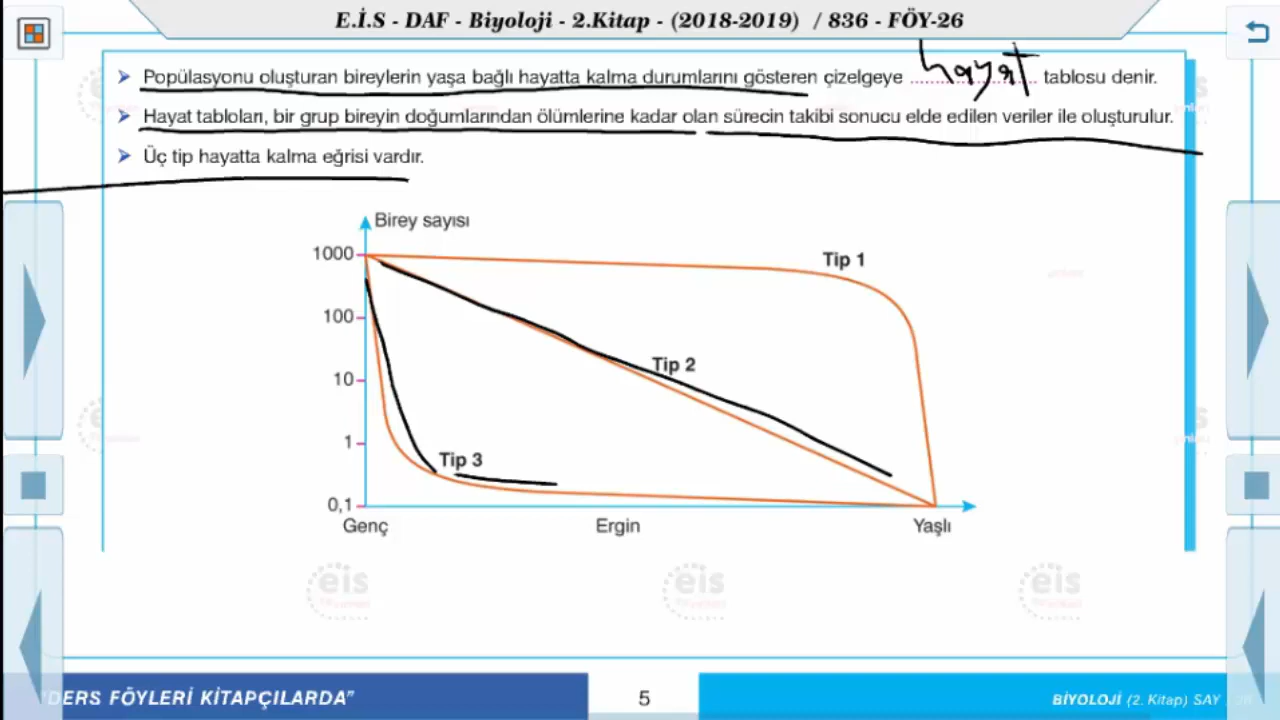 E.İ.S - DAF - Biyoloji - 2.Kitap - (2018-2019) / 836 - FÖY-26
Popülasyonu oluşturan bireylerin yaşa bağlı hayatta kalma durumlarını gösteren çizelgeye hayat tablosu denir.
Hayat tabloları, bir grup bireyin doğumlarından ölümlerine kadar olan sürecin takibi sonucu elde edilen veriler ile oluşturulur.
Üç tip hayatta kalma eğrisi vardır.
Birey sayısı
1000
Tip 1
100
Tip 2
10
1
Tip 3
0,1
Genç
Ergin
Yaşlı
eis
eis
eis
"DERS FÖYLERİ KİTAPÇILARDA"
5
BİYOLOJİ (2. Kitap) SAY